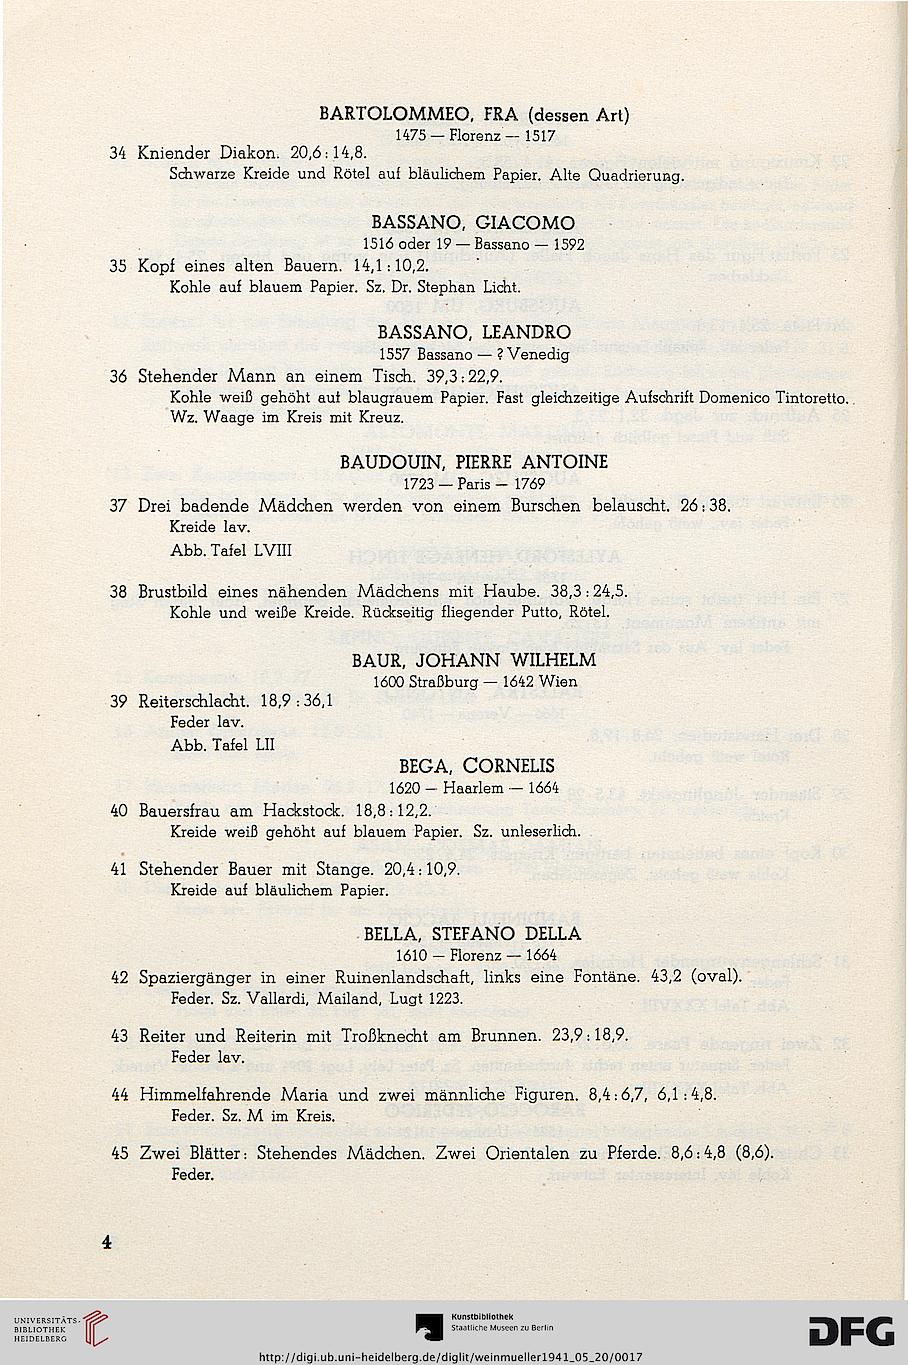 BARTOLOMMEO, FRA (dessen Art)
1475 — Florenz — 1517
34 Kniender Diakon. 20,6 : 14,8.
Schwarze Kreide und Rötel auf bläulichem Papier. Alte Quadrierung.
BASSANO, GIACOMO
1516 oder 19 — Bassano — 1592
35 Kopf eines alten Bauern. 14,1 : 10,2.
Kohle auf blauem Papier. Sz. Dr. Stephan Licht.
BASSANO, LEANDRO
1557 Bassano — ? Venedig
36 Stehender Mann an einem Tisch. 39,3 : 22,9.
Kohle weiß gehöht auf blaugrauem Papier. Fast gleichzeitige Aufschrift Domenico Tintoretto.
Wz. Waage im Kreis mit Kreuz.
BAUDOUIN, PIERRE ANTOINE
1723 — Paris — 1769
37 Drei badende Mädchen werden von einem Burschen belauscht. 26 : 38.
Kreide lav.
Abb. Tafel LVIII
38 Brustbild eines nähenden Mädchens mit Haube. 38,3 : 24,5.
Kohle und weiße Kreide. Rückseitig fliegender Putto, Rötel.
BAUR, JOHANN WILHELM
1600 Straßburg — 1642 Wien
39 Reiterschlacht. 18,9 : 36,1
Feder lav.
Abb. Tafel LII
BEGA, CORNELIS
1620 — Haarlem — 1664
40 Bauersfrau am Hackstock. 18,8 : 12,2.
Kreide weiß gehöht auf blauem Papier. Sz. unleserlich.
41 Stehender Bauer mit Stange. 20,4 : 10,9.
Kreide auf bläulichem Papier.
BELLA, STEFANO DELLA
1610 — Florenz — 1664
42 Spaziergänger in einer Ruinenlandschaft, links eine Fontäne. 43,2 (oval).
Feder. Sz. Vallardi, Mailand, Lugt 1223.
43 Reiter und Reiterin mit Troßknecht am Brunnen. 23,9 : 18,9.
Feder lav.
44 Himmelfahrende Maria und zwei männliche Figuren. 8,4 : 6,7, 6,1 : 4,8.
Feder. Sz. M im Kreis.
45 Zwei Blätter: Stehendes Mädchen. Zwei Orientalen zu Pferde. 8,6 : 4,8 (8,6).
Feder.
4
UNIVERSITÄTS-
BIBLIOTHEK
HEIDELBERG
Kunstbibliothek
Staatliche Museen zu Berlin
DFG
http://digi.ub.uni-heidelberg.de/diglit/weinmueller1941_05_20/0017